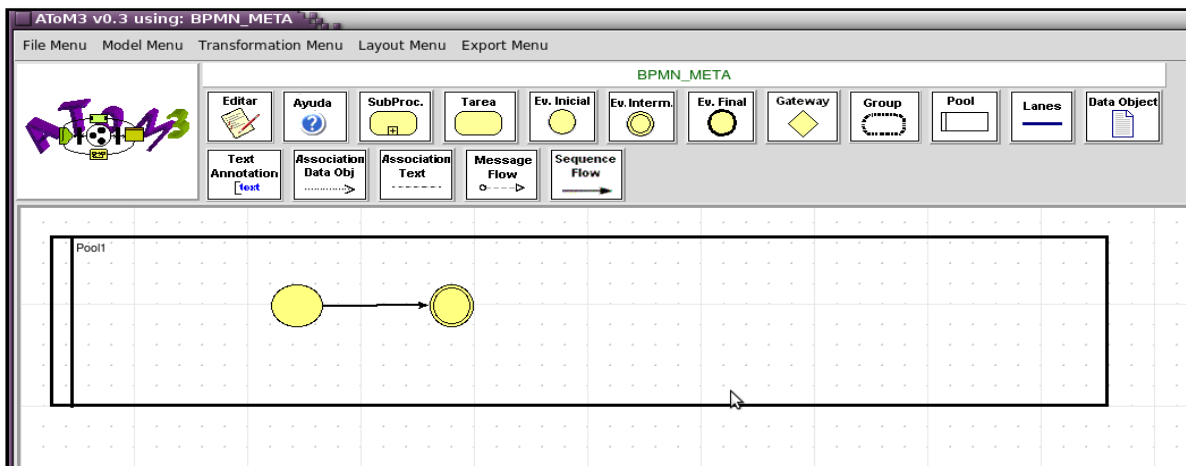 AToM3 v0.3 using: BPMN_META
File Menu Model Menu Transformation Menu Layout Menu Export Menu
BPMN_META
AToM3
Editar
Ayuda
SubProc.
Tarea
Ev. Inicial
Ev. Interm.
Ev. Final
Gateway
Group
Pool
Lanes
Data Object
Text
Annotation
[text
Association
Data Obj
Association
Text
Message
Flow
Sequence
Flow
Pool1